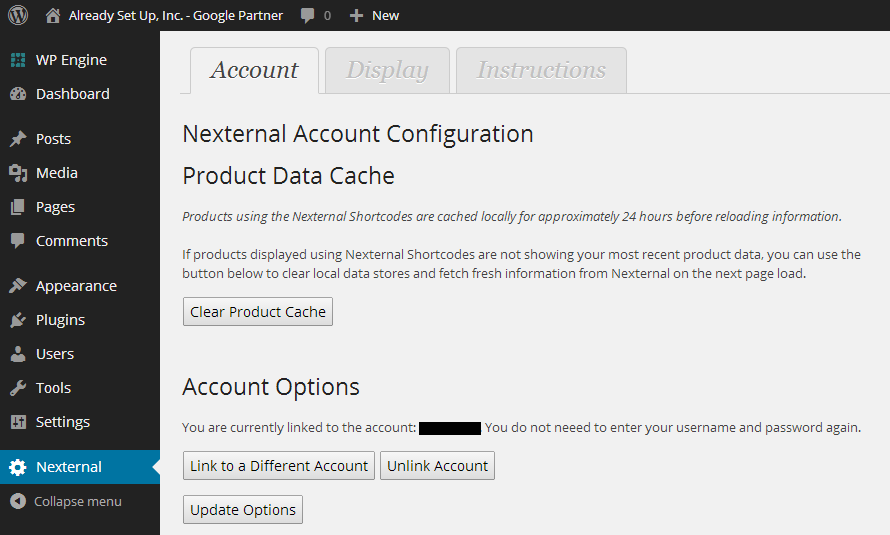 Already Set Up, Inc. - Google Partner 0 New
WP Engine
Dashboard
Posts
Media
Pages
Comments
Appearance
Plugins
Users
Tools
Settings
Nexternal
Collapse menu
Account Display Instructions
Nexternal Account Configuration
Product Data Cache
Products using the Nexternal Shortcodes are cached locally for approximately 24 hours before reloading information.
If products displayed using Nexternal Shortcodes are not showing your most recent product data, you can use the
button below to clear local data stores and fetch fresh information from Nexternal on the next page load.
Clear Product Cache
Account Options
You are currently linked to the account: You do not neeed to enter your username and password again.
Link to a Different Account Unlink Account
Update Options